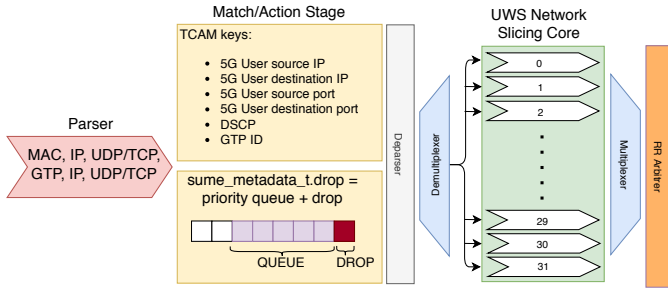 Match/Action Stage
UWS Network
Slicing Core
TCAM keys:
• 5G User source IP
• 5G User destination IP
• 5G User source port
• 5G User destination port
• DSCP
• GTP ID
Parser
MAC, IP, UDP/TCP,
GTP, IP, UDP/TCP
sume_metadata_t.drop =
priority queue + drop
QUEUE
DROP
Deparser
Demultiplexer
0
1
2
29
30
31
Multiplexer
RR Arbitrer